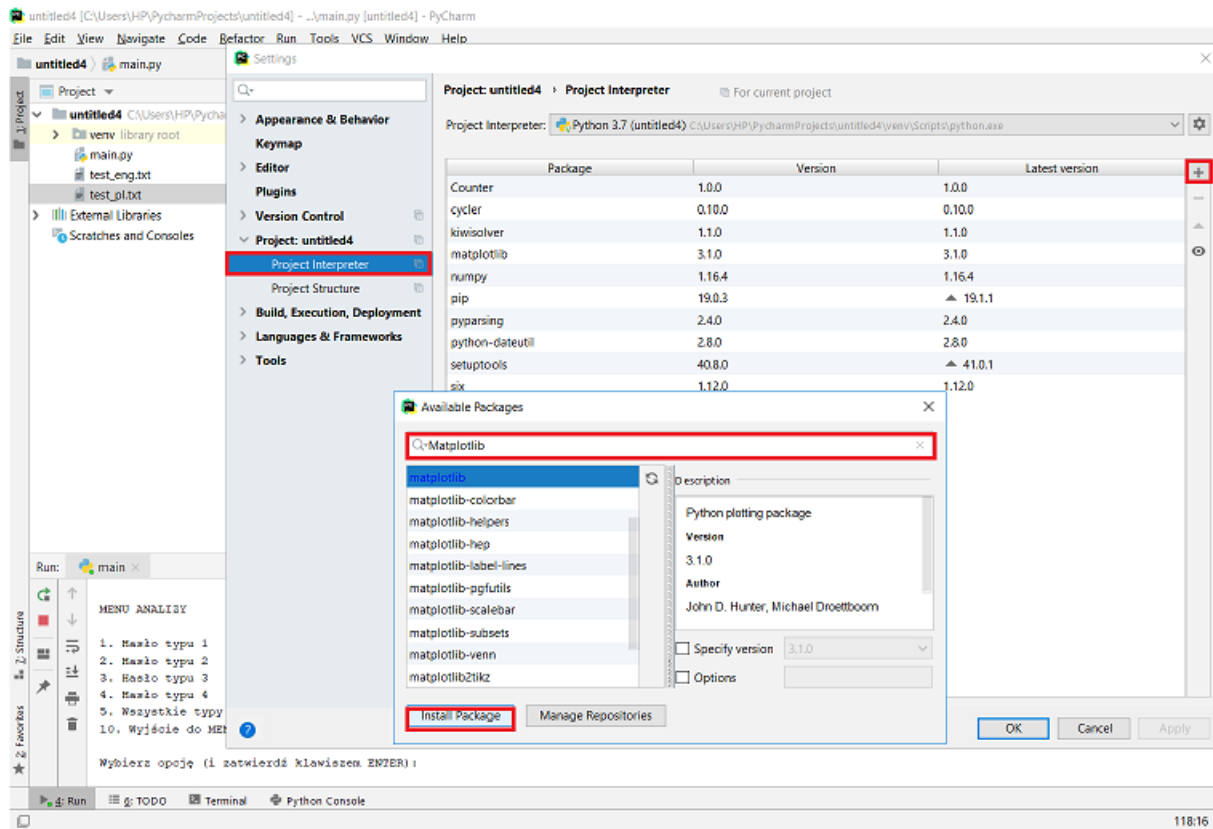 untitled4 [C:\Users\HP\PycharmProjects\untitled4] - ...\main.py [untitled4] - PyCharm
File Edit View Navigate Code Refactor Run Tools VCS Window Help
untitled4 main.py
Settings
1: Project
Project
untitled4 C:\Users\HP\Pycha
venv library root
main.py
test_eng.txt
test_pl.txt
External Libraries
Scratches and Consoles
Appearance & Behavior
Keymap
Editor
Plugins
Version Control
Project: untitled4
Project Interpreter
Project Structure
Build, Execution, Deployment
Languages & Frameworks
Tools
Project: untitled4 › Project Interpreter For current project
Project Interpreter: Python 3.7 (untitled4) C:\Users\HP\PycharmProjects\untitled4\venv\Scripts\python.exe
Package Version Latest version
Counter 1.0.0 1.0.0
cycler 0.10.0 0.10.0
kiwisolver 1.1.0 1.1.0
matplotlib 3.1.0 3.1.0
numpy 1.16.4 1.16.4
pip 19.0.3 19.1.1
pyparsing 2.4.0 2.4.0
python-dateutil 2.8.0 2.8.0
setuptools 40.8.0 41.0.1
six 1.12.0 1.12.0
Available Packages
Matplotlib
matplotlib
matplotlib-colorbar
matplotlib-helpers
matplotlib-hep
matplotlib-label-lines
matplotlib-pgfutils
matplotlib-scalebar
matplotlib-subsets
matplotlib-venn
matplotlib2tikz
Description
Python plotting package
Version
3.1.0
Author
John D. Hunter, Michael Droettboom
Specify version 3.1.0
Options
Install Package Manage Repositories
OK Cancel Apply
Run: main
MENU ANALIZY
1. Hasło typu 1
2. Hasło typu 2
3. Hasło typu 3
4. Hasło typu 4
5. Wszystkie typy
10. Wyjście do MEN
Wybierz opcję (i zatwierdź klawiszem ENTER):
7: Structure
2: Favorites
4: Run 6: TODO Terminal Python Console
118:16